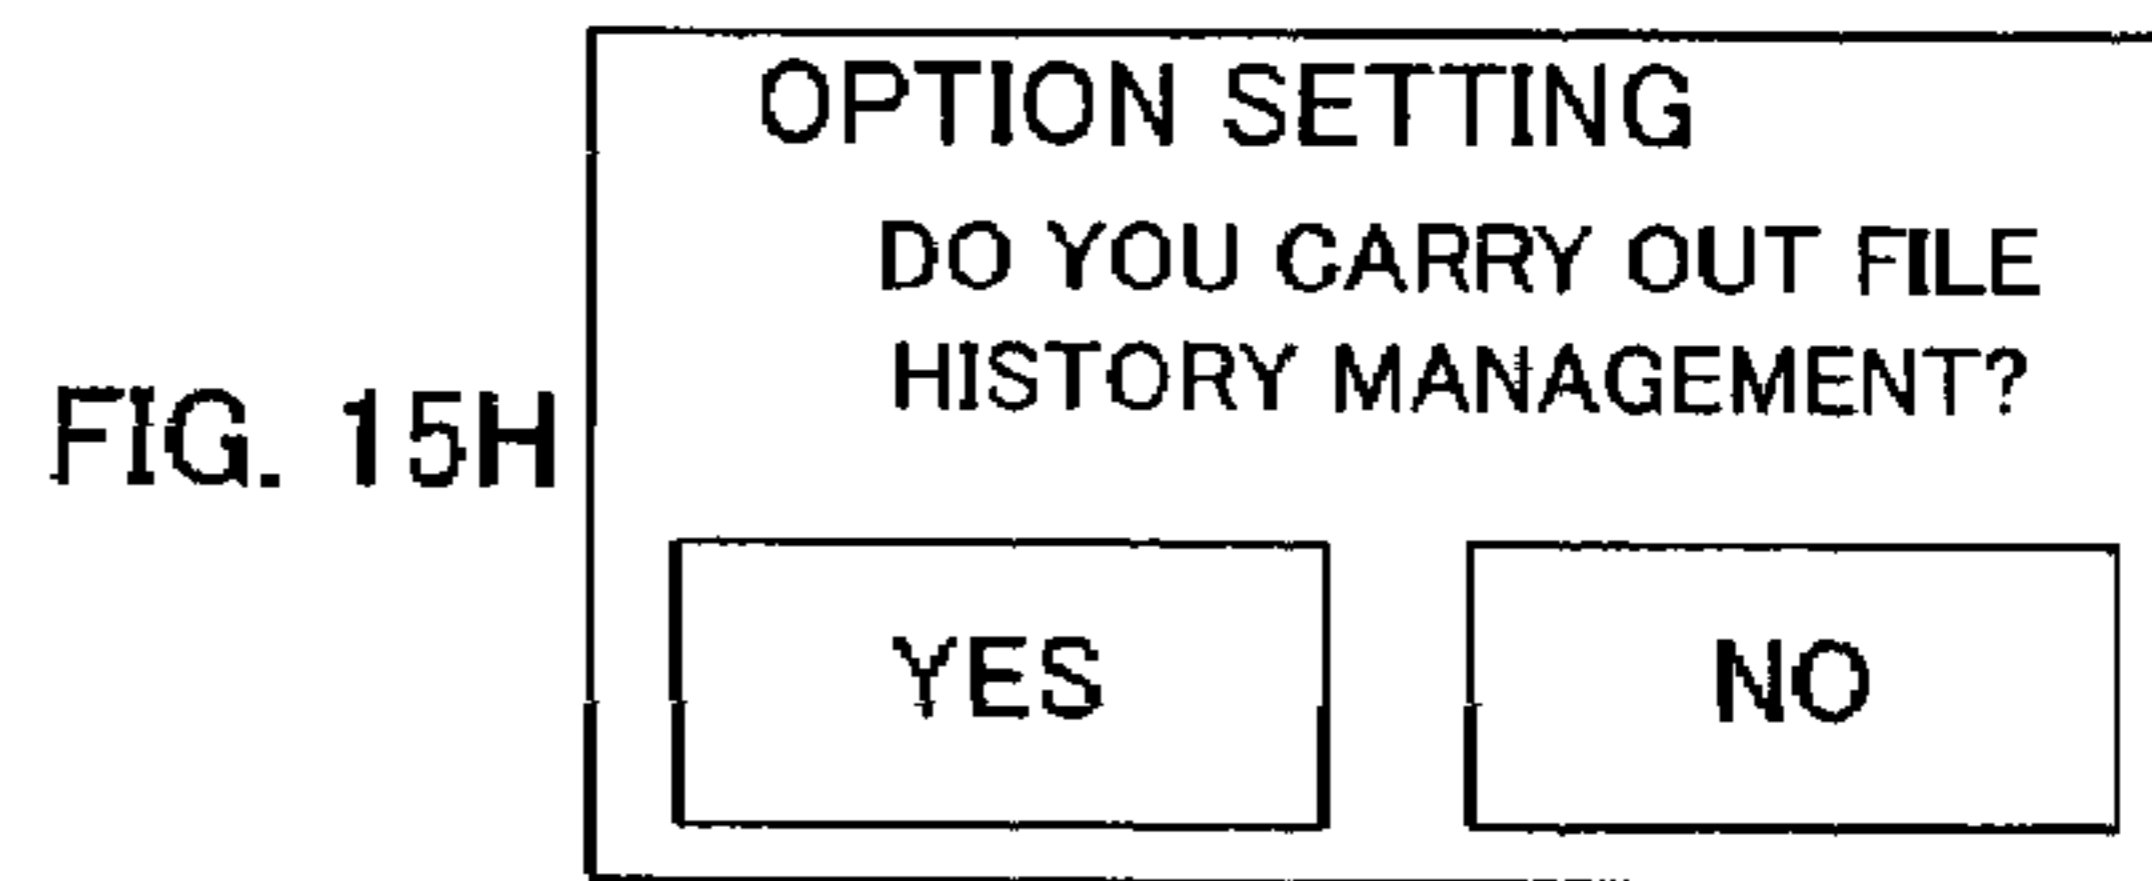 OPTION SETTING
DO YOU CARRY OUT FILE
HISTORY MANAGEMENT?
FIG. 15H
YES
NO